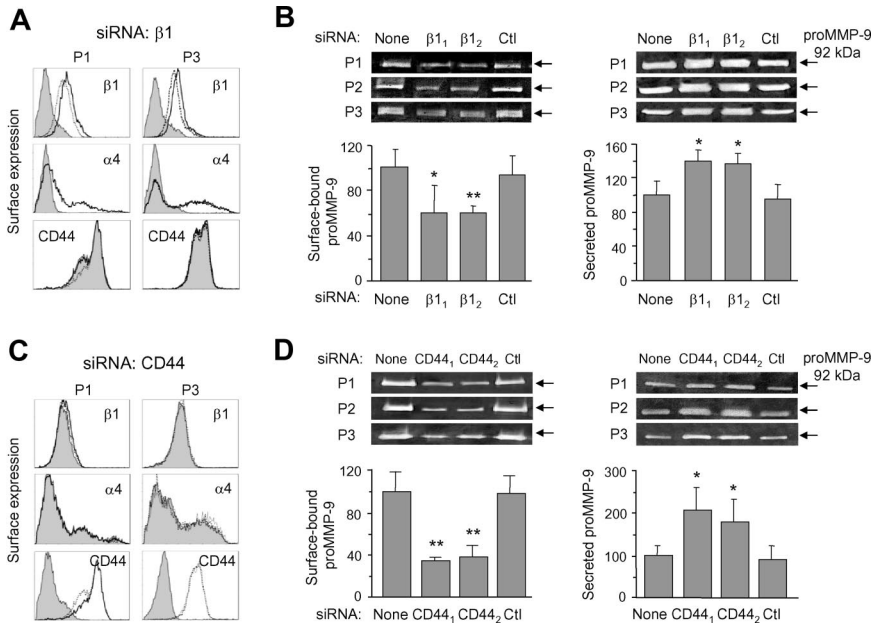 A
siRNA: β1
P1 P3
β1 β1
α4 α4
CD44 CD44
Surface expression
B
siRNA: None β1₁ β1₂ Ctl
P1
P2
P3
120
80
40
0
Surface-bound
proMMP-9
* **
siRNA: None β1₁ β1₂ Ctl
None β1₁ β1₂ Ctl proMMP-9
92 kDa
P1
P2
P3
160
120
80
40
0
Secreted proMMP-9
* *
None β1₁ β1₂ Ctl
C
siRNA: CD44
P1 P3
β1 β1
α4 α4
CD44 CD44
Surface expression
D
siRNA: None CD44₁ CD44₂ Ctl
P1
P2
P3
120
80
40
0
Surface-bound
proMMP-9
** **
siRNA: None CD44₁ CD44₂ Ctl
None CD44₁ CD44₂ Ctl proMMP-9
92 kDa
P1
P2
P3
300
200
100
0
Secreted proMMP-9
* *
None CD44₁ CD44₂ Ctl